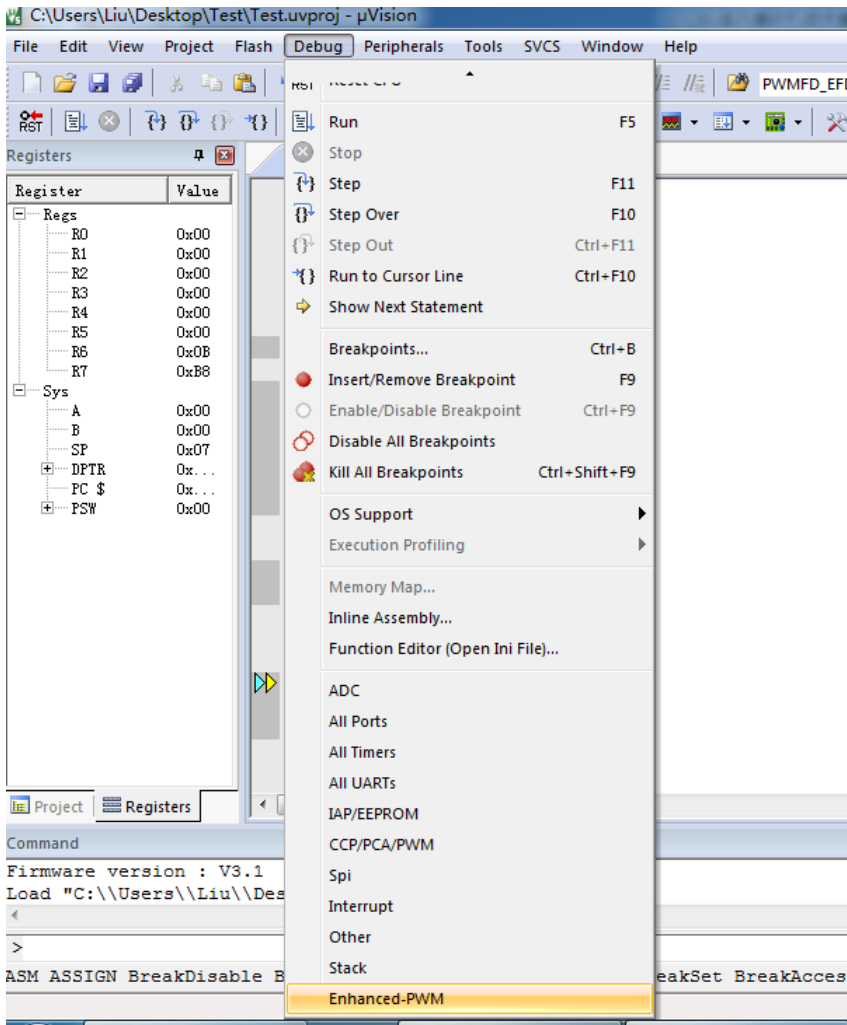 C:\Users\Liu\Desktop\Test\Test.uvproj - µVision
File Edit View Project Flash Debug Peripherals Tools SVCS Window Help
PWMFD_EFD
RST
Registers
Register Value
Regs
R0 0x00
R1 0x00
R2 0x00
R3 0x00
R4 0x00
R5 0x00
R6 0x0B
R7 0xB8
Sys
A 0x00
B 0x00
SP 0x07
DPTR 0x...
PC $ 0x...
PSW 0x00
Project Registers
RST
Run F5
Stop
Step F11
Step Over F10
Step Out Ctrl+F11
Run to Cursor Line Ctrl+F10
Show Next Statement
Breakpoints... Ctrl+B
Insert/Remove Breakpoint F9
Enable/Disable Breakpoint Ctrl+F9
Disable All Breakpoints
Kill All Breakpoints Ctrl+Shift+F9
OS Support
Execution Profiling
Memory Map...
Inline Assembly...
Function Editor (Open Ini File)...
ADC
All Ports
All Timers
All UARTs
IAP/EEPROM
CCP/PCA/PWM
Spi
Interrupt
Other
Stack
Enhanced-PWM
Command
Firmware version : V3.1
Load "C:\\Users\\Liu\\Des
>
ASM ASSIGN BreakDisable B eakSet BreakAcces